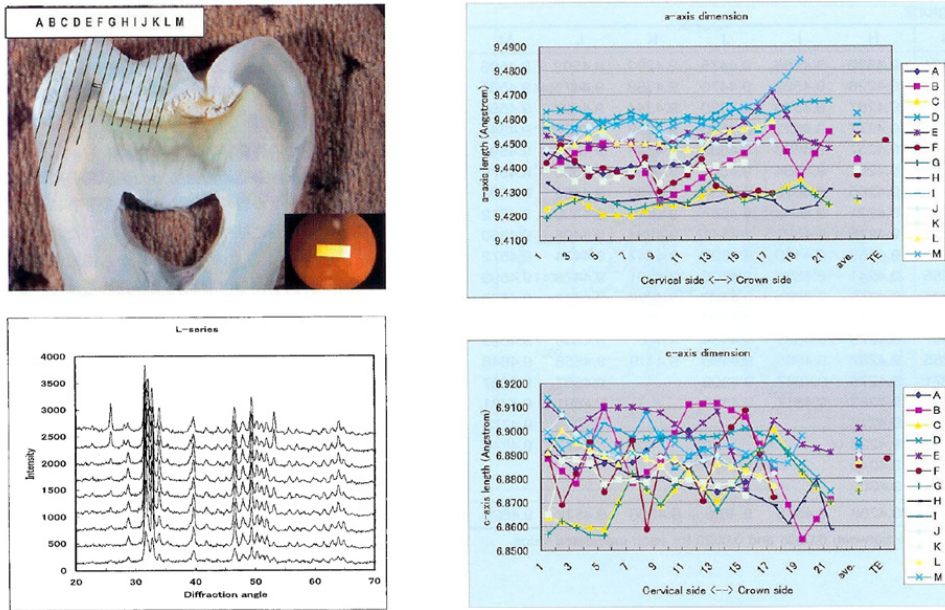 A B C D E F G H I J K L M
a-axis dimension
9.4900
9.4800
9.4700
9.4600
9.4500
9.4400
9.4300
9.4200
9.4100
a-axis length (Angstrom)
1
3
5
7
9
11
13
15
17
19
21
ave.
TE
Cervical side <--> Crown side
A
B
C
D
E
F
G
H
I
J
K
L
M
L-series
4000
3500
3000
2500
2000
1500
1000
500
0
Intensity
20
30
40
50
60
70
Diffraction angle
c-axis dimension
6.9200
6.9100
6.9000
6.8900
6.8800
6.8700
6.8600
6.8500
c-axis length (Angstrom)
1
3
5
7
9
11
13
15
17
19
21
ave.
TE
Cervical side <--> Crown side
A
B
C
D
E
F
G
H
I
J
K
L
M